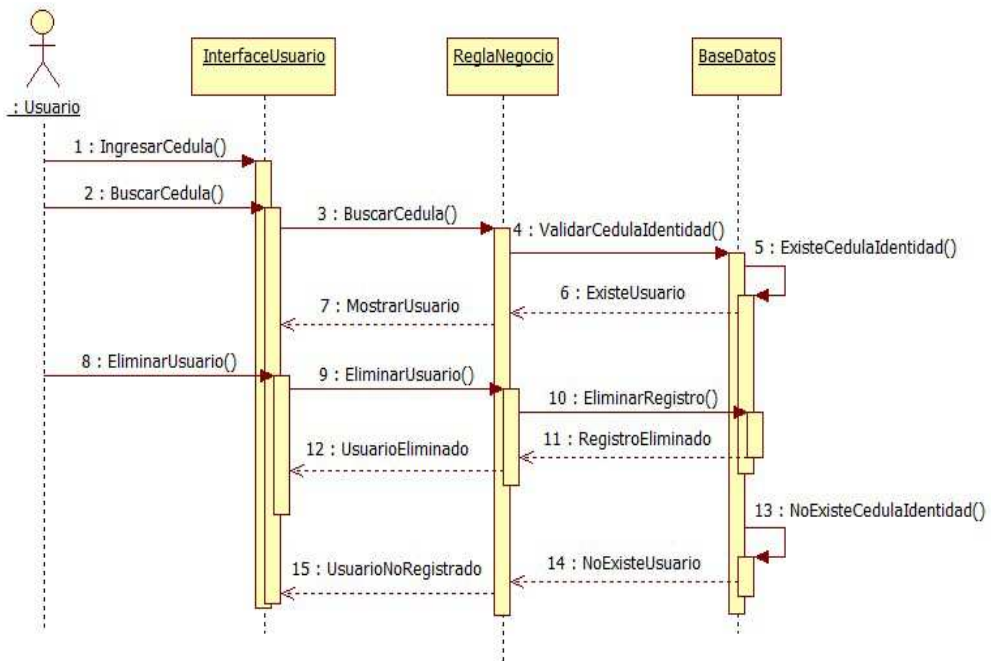 InterfaceUsuario
ReglaNegocio
BaseDatos
: Usuario
1 : IngresarCedula()
2 : BuscarCedula()
3 : BuscarCedula()
4 : ValidarCedulaIdentidad()
5 : ExisteCedulaIdentidad()
6 : ExisteUsuario
7 : MostrarUsuario
8 : EliminarUsuario()
9 : EliminarUsuario()
10 : EliminarRegistro()
11 : RegistroEliminado
12 : UsuarioEliminado
13 : NoExisteCedulaIdentidad()
14 : NoExisteUsuario
15 : UsuarioNoRegistrado